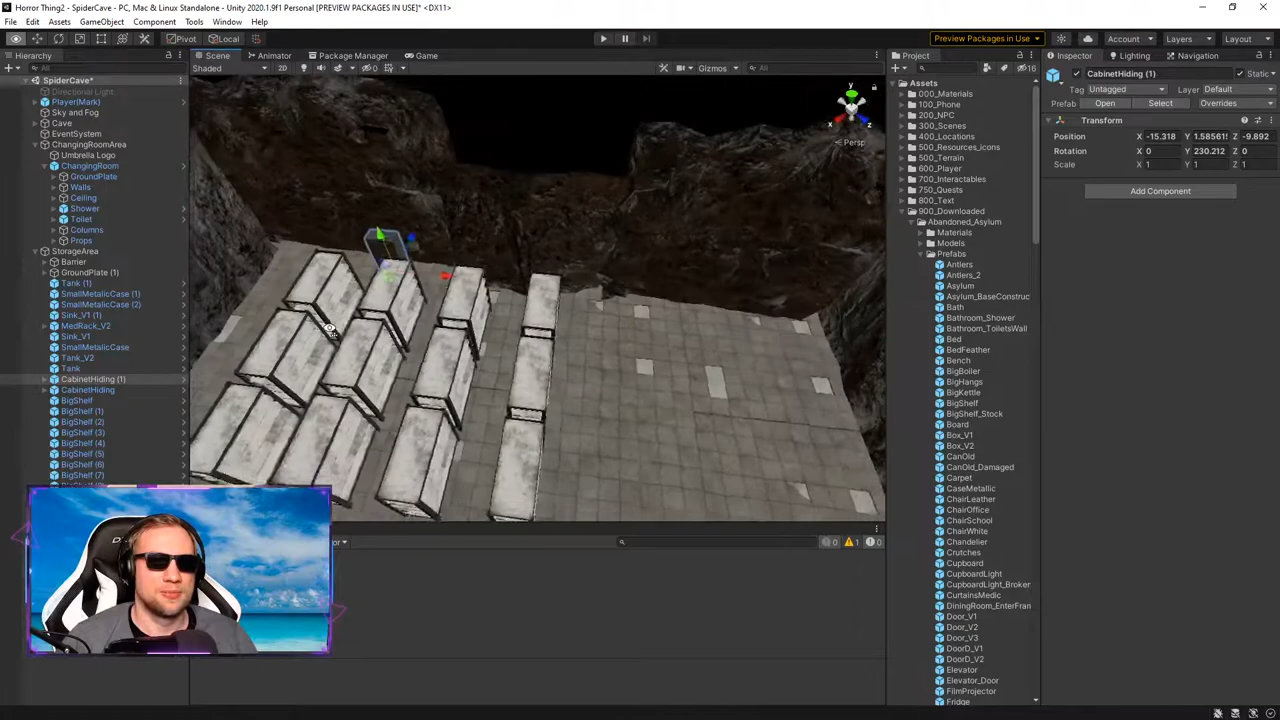 Horror Thing2 - SpiderCave - PC, Mac & Linux Standalone - Unity 2020.1.9f1 Personal [PREVIEW PACKAGES IN USE]* <DX11>
File Edit Assets GameObject Component Tools Window Help
Pivot Local Preview Packages in Use Account Layers Layout
Hierarchy Scene Animator Package Manager Game Project Inspector Lighting Navigation
All Shaded 2D 0 Gizmos All 16
CabinetHiding (1) Static
Tag Untagged Layer Default
Prefab Open Select Overrides
Transform
Position X -15.318 Y 1.58561 Z -9.892
Rotation X 0 Y 230.212 Z 0
Scale X 1 Y 1 Z 1
Add Component
SpiderCave*
Directional Light
Player(Mark)
Sky and Fog
Cave
EventSystem
ChangingRoomArea
Umbrella Logo
ChangingRoom
GroundPlate
Walls
Ceiling
Shower
Toilet
Columns
Props
StorageArea
Barrier
GroundPlate (1)
Tank (1)
SmallMetalicCase (1)
SmallMetalicCase (2)
Sink_V1 (1)
MedRack_V2
Sink_V1
SmallMetalicCase
Tank_V2
Tank
CabinetHiding (1)
CabinetHiding
BigShelf
BigShelf (1)
BigShelf (2)
BigShelf (3)
BigShelf (4)
BigShelf (5)
BigShelf (6)
BigShelf (7)
y
x
z
Persp
0 1 0
Assets
000_Materials
100_Phone
200_NPC
300_Scenes
400_Locations
500_Resources_icons
500_Terrain
600_Player
700_Interactables
750_Quests
800_Text
900_Downloaded
Abandoned_Asylum
Materials
Models
Prefabs
Antlers
Antlers_2
Asylum
Asylum_BaseConstruc
Bath
Bathroom_Shower
Bathroom_ToiletsWall
Bed
BedFeather
Bench
BigBoiler
BigHangs
BigKettle
BigShelf
BigShelf_Stock
Board
Box_V1
Box_V2
CanOld
CanOld_Damaged
Carpet
CaseMetallic
ChairLeather
ChairOffice
ChairSchool
ChairWhite
Chandelier
Crutches
Cupboard
CupboardLight
CupboardLight_Broker
CurtainsMedic
DiningRoom_EnterFran
Door_V1
Door_V2
Door_V3
DoorD_V1
DoorD_V2
Elevator
Elevator_Door
FilmProjector
Fridge